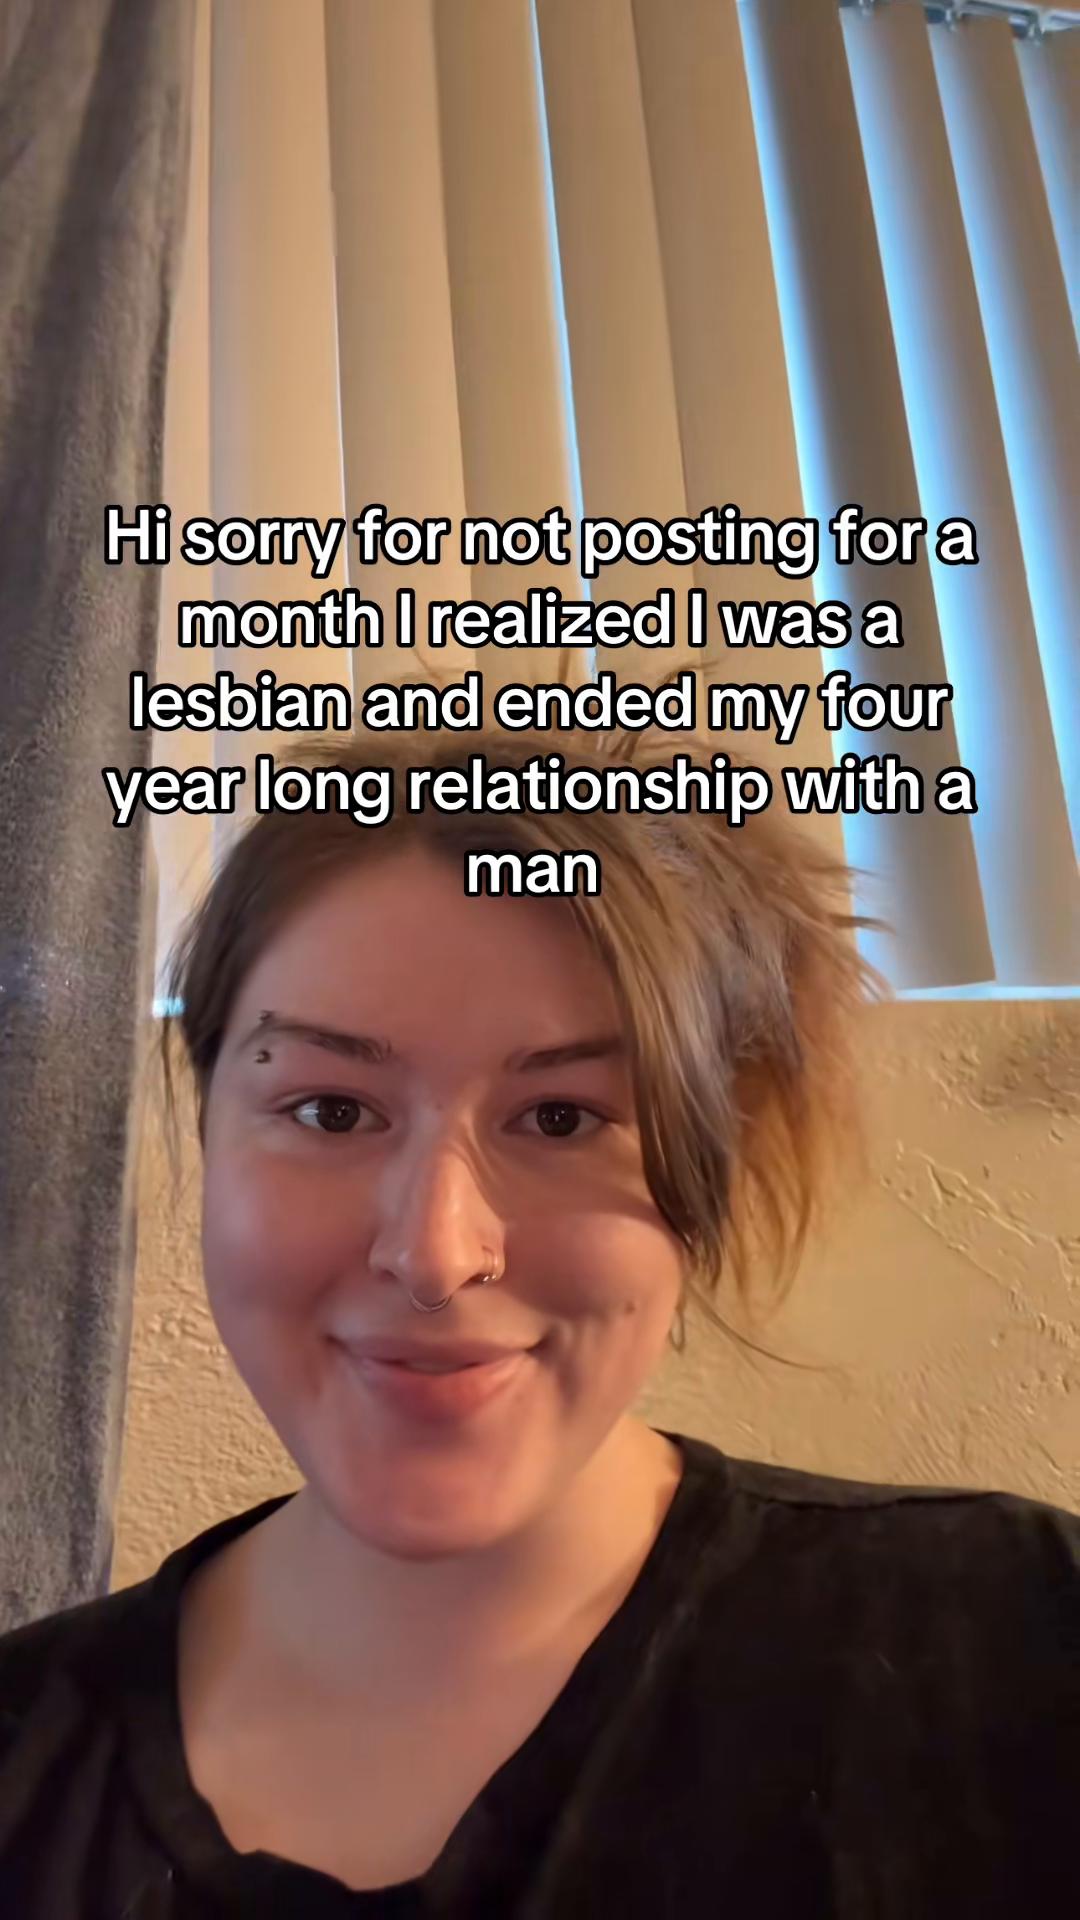 Hi sorry for not posting for a
month I realized I was a
lesbian and ended my four
year long relationship with a
man